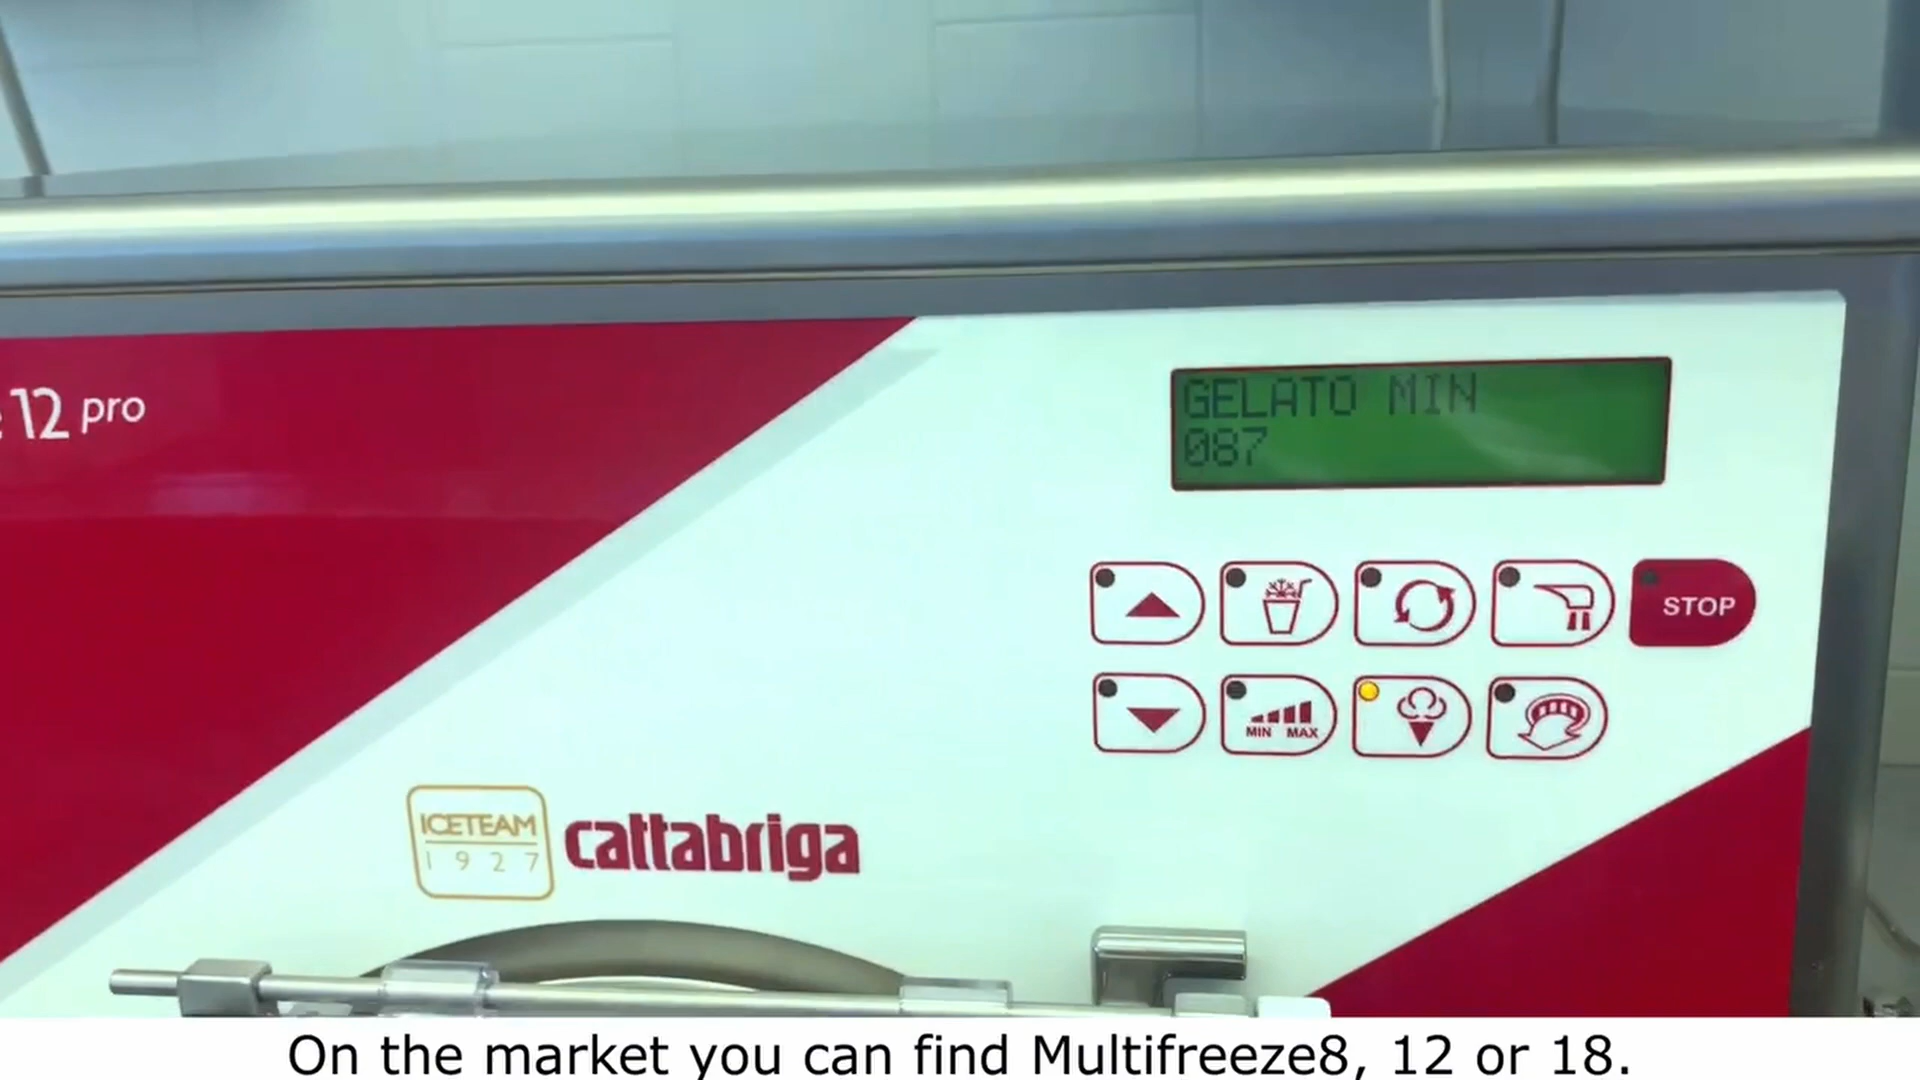 12 pro
GELATO MIN
087
STOP
MIN MAX
ICETEAM
1927
cattabriga
On the market you can find Multifreeze8, 12 or 18.